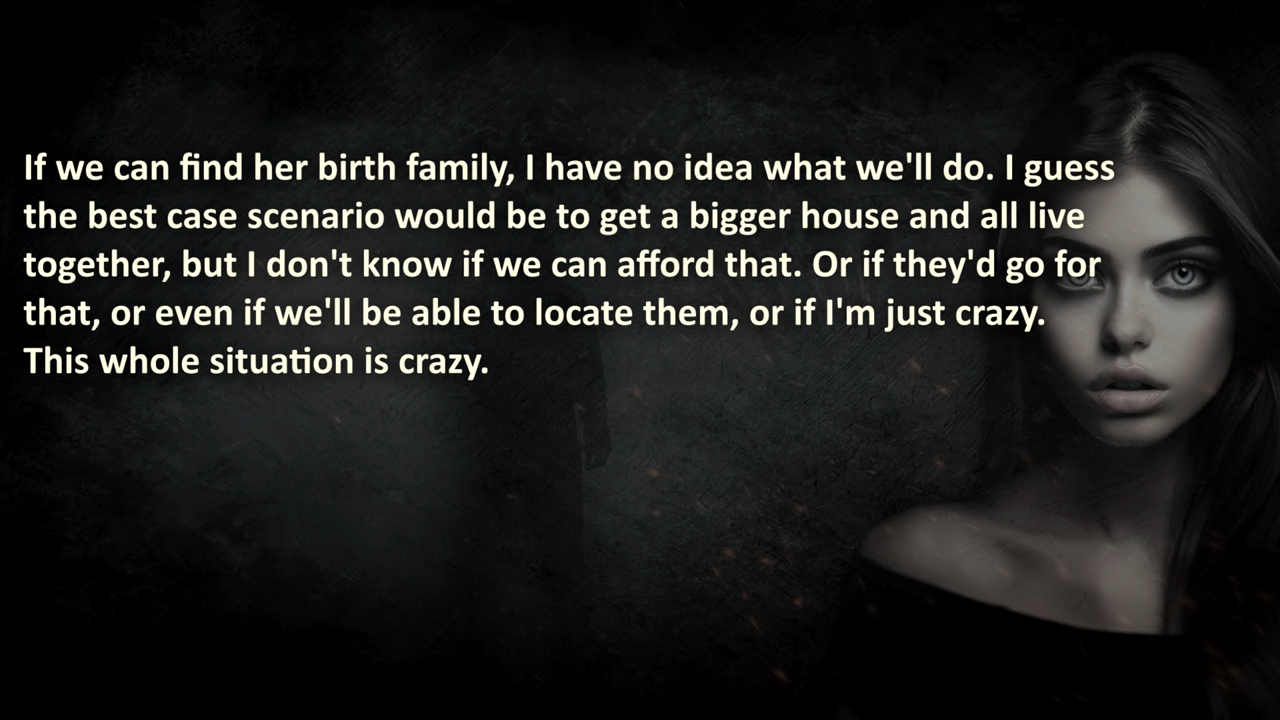 If we can find her birth family, I have no idea what we'll do. I guess
the best case scenario would be to get a bigger house and all live
together, but I don't know if we can afford that. Or if they'd go for
that, or even if we'll be able to locate them, or if I'm just crazy.
This whole situation is crazy.